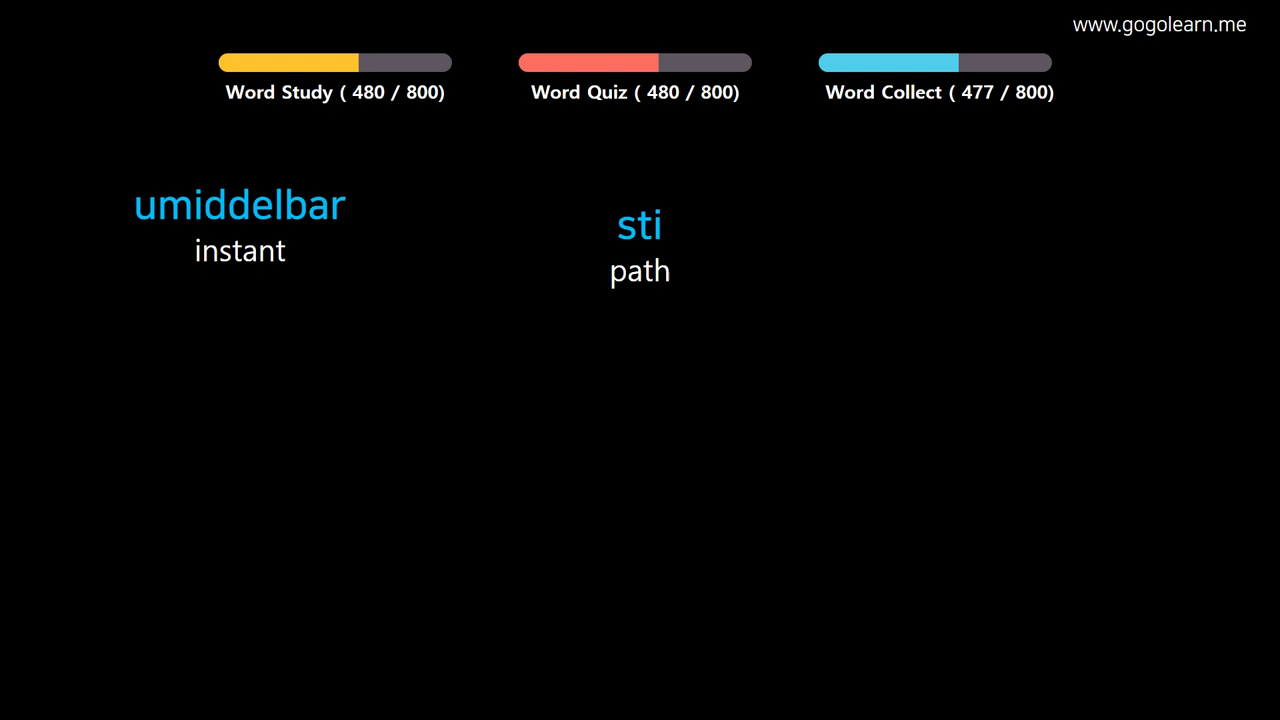 www.gogolearn.me
Word Study ( 480 / 800)
Word Quiz ( 480 / 800)
Word Collect ( 477 / 800)
umiddelbar
instant
sti
path